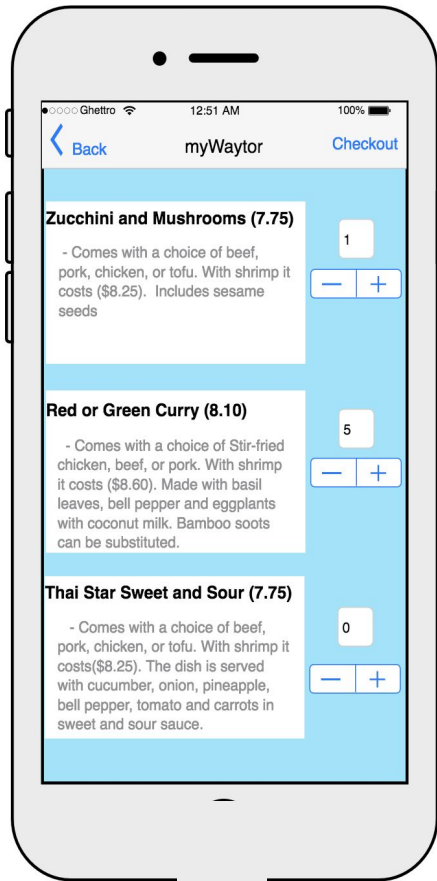 Ghettro 12:51 AM 100%
Back myWaytor Checkout
Zucchini and Mushrooms (7.75)
1
- Comes with a choice of beef,
pork, chicken, or tofu. With shrimp it
costs ($8.25). Includes sesame
seeds
— +
Red or Green Curry (8.10)
5
- Comes with a choice of Stir-fried
chicken, beef, or pork. With shrimp
it costs ($8.60). Made with basil
leaves, bell pepper and eggplants
with coconut milk. Bamboo soots
can be substituted.
— +
Thai Star Sweet and Sour (7.75)
0
- Comes with a choice of beef,
pork, chicken, or tofu. With shrimp it
costs($8.25). The dish is served
with cucumber, onion, pineapple,
bell pepper, tomato and carrots in
sweet and sour sauce.
— +